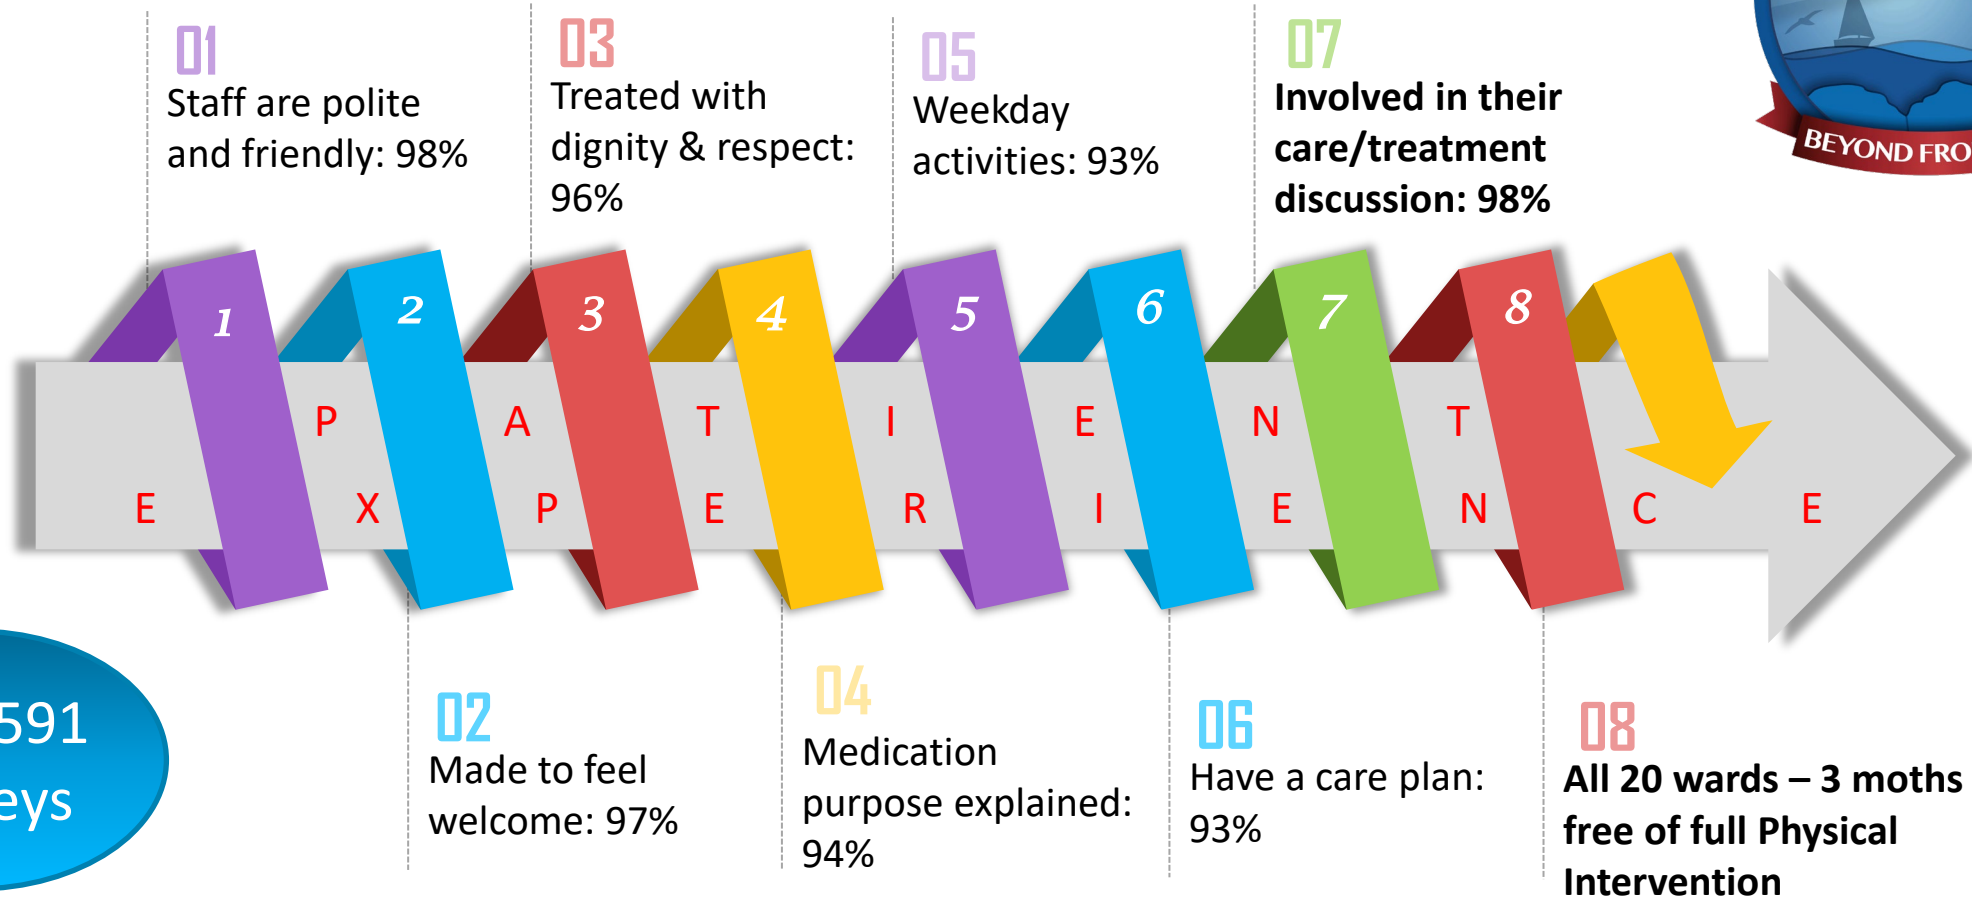 01
Staff are polite
and friendly: 98%
03
Treated with
dignity & respect:
96%
05
Weekday
activities: 93%
07
Involved in their
care/treatment
discussion: 98%
BEYOND FRO
1 2 3 4 5 6 7 8
P A T I E N T
E X P E R I E N C E
591
eys
02
Made to feel
welcome: 97%
04
Medication
purpose explained:
94%
06
Have a care plan:
93%
08
All 20 wards – 3 moths
free of full Physical
Intervention